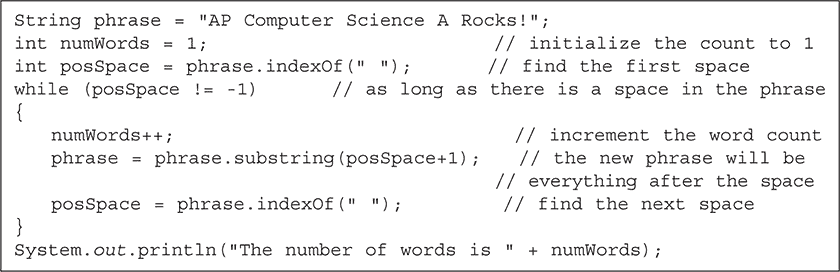 String phrase = "AP Computer Science A Rocks!";
int numWords = 1; // initialize the count to 1
int posSpace = phrase.indexOf(" "); // find the first space
while (posSpace != -1) // as long as there is a space in the phrase
{
numWords++; // increment the word count
phrase = phrase.substring(posSpace+1); // the new phrase will be
// everything after the space
posSpace = phrase.indexOf(" "); // find the next space
}
System.out.println("The number of words is " + numWords);